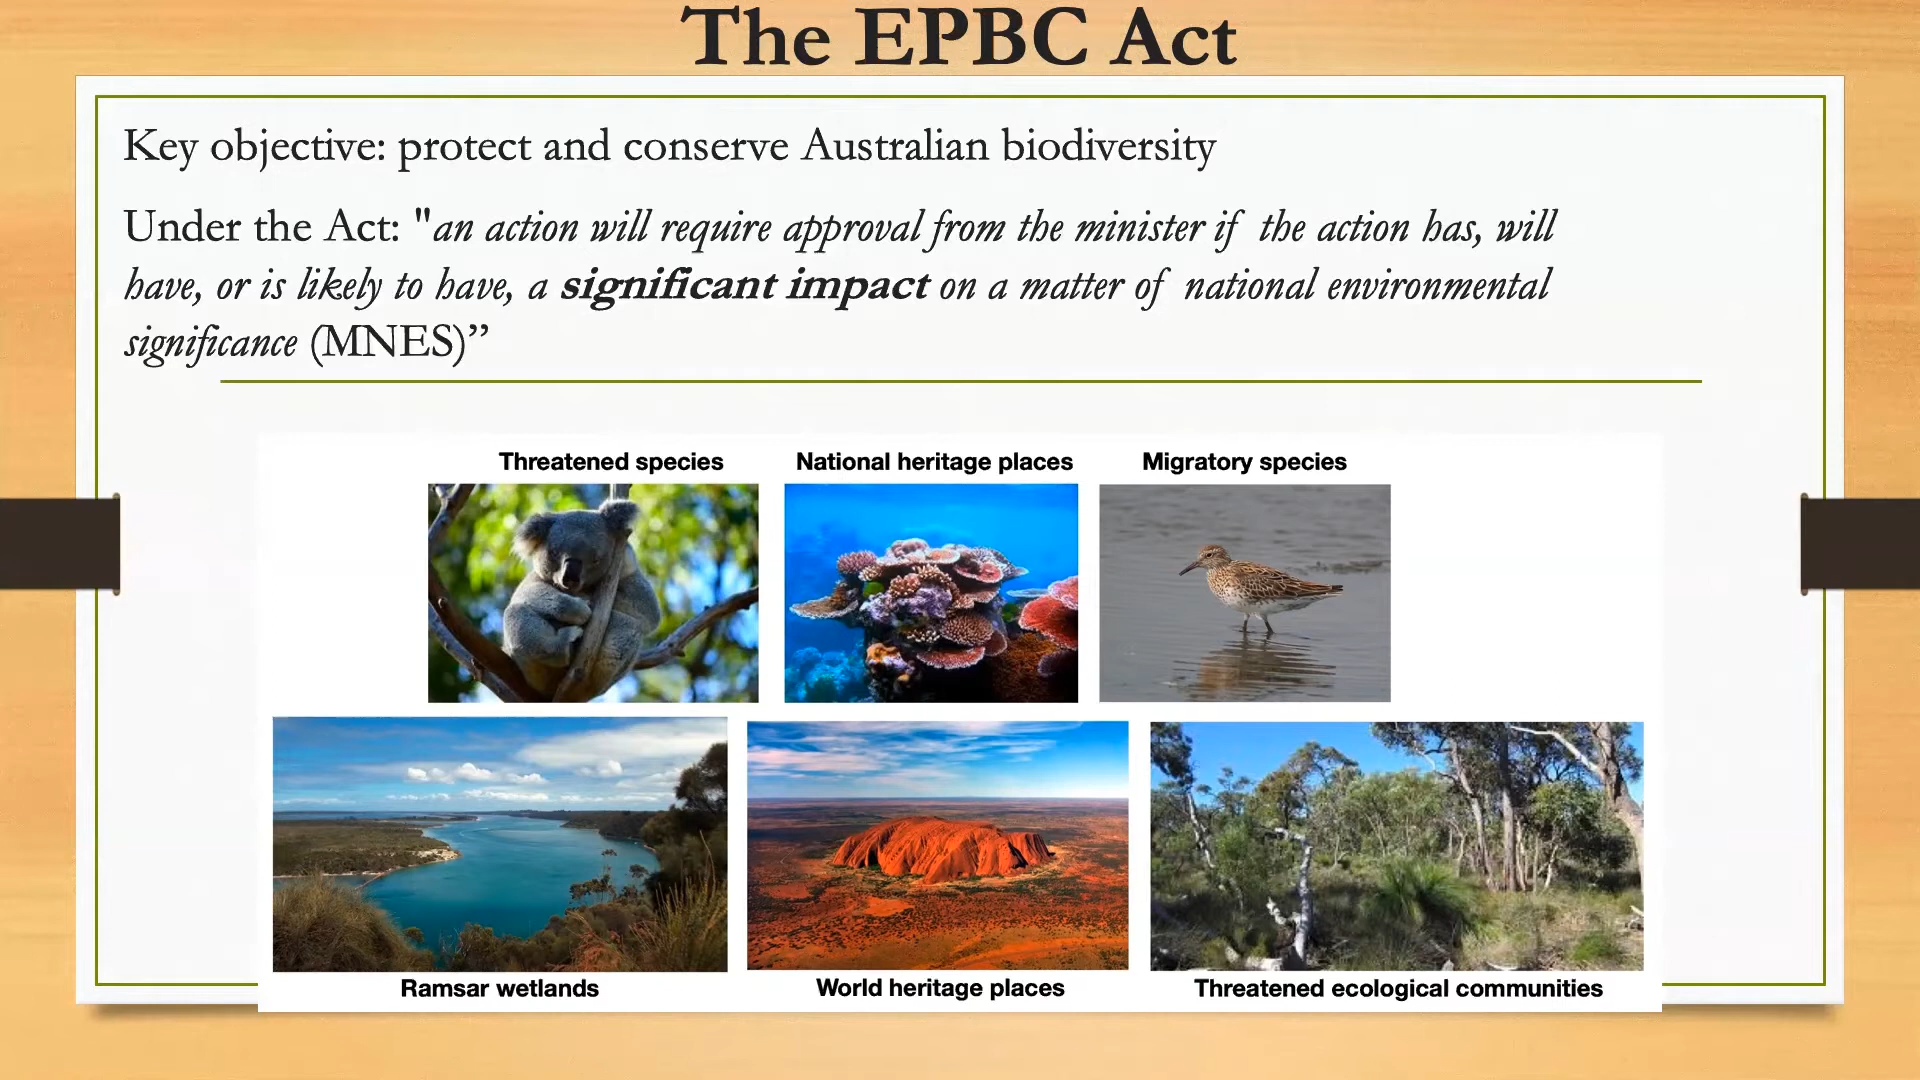 The EPBC Act
Key objective: protect and conserve Australian biodiversity
Under the Act: "an action will require approval from the minister if the action has, will
have, or is likely to have, a significant impact on a matter of national environmental
significance (MNES)”
Threatened species
National heritage places
Migratory species
Ramsar wetlands
World heritage places
Threatened ecological communities